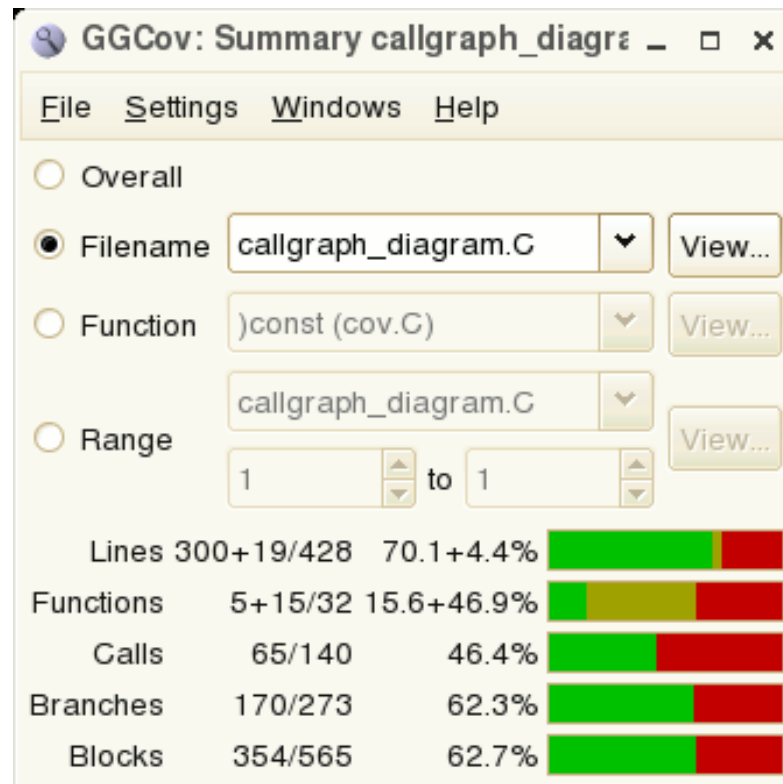 GGCov: Summary callgraph_diagra
File Settings Windows Help
Overall
Filename callgraph_diagram.C View...
Function )const (cov.C) View...
callgraph_diagram.C
Range View...
1 to 1
Lines 300+19/428 70.1+4.4%
Functions 5+15/32 15.6+46.9%
Calls 65/140 46.4%
Branches 170/273 62.3%
Blocks 354/565 62.7%